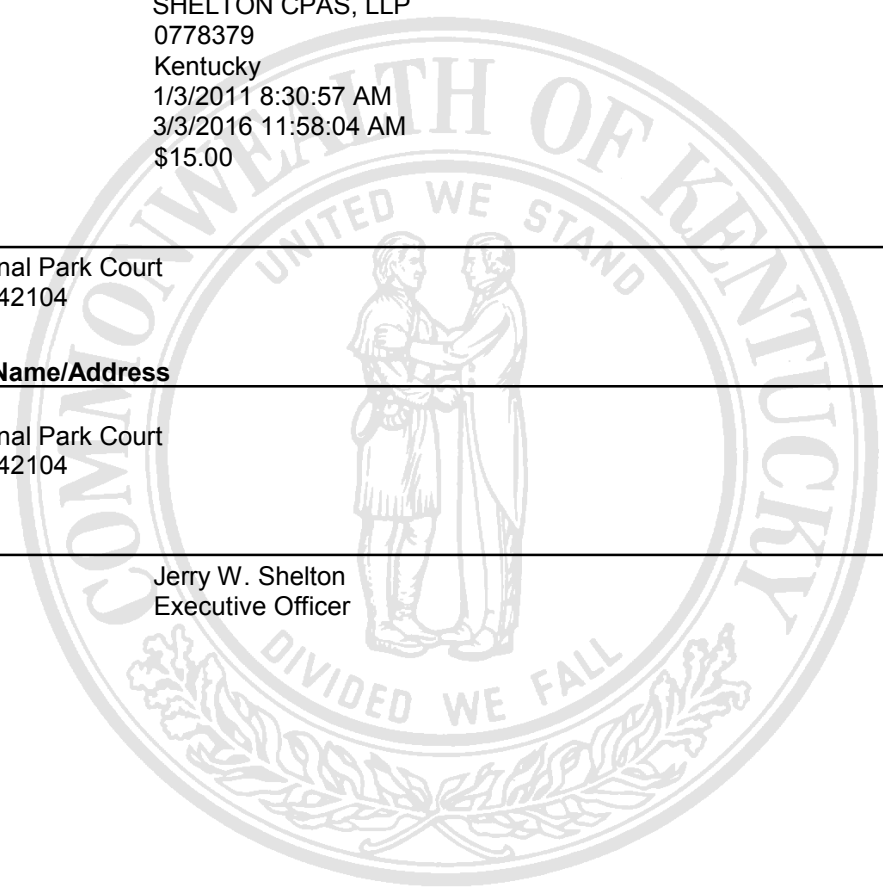 SHELTON CPAS, LLP
0778379
Kentucky
1/3/2011 8:30:57 AM
3/3/2016 11:58:04 AM
$15.00
COMMONWEALTH OF KENTUCKY
UNITED WE STAND
nal Park Court
42104
Name/Address
nal Park Court
42104
Jerry W. Shelton
Executive Officer
DIVIDED WE FALL